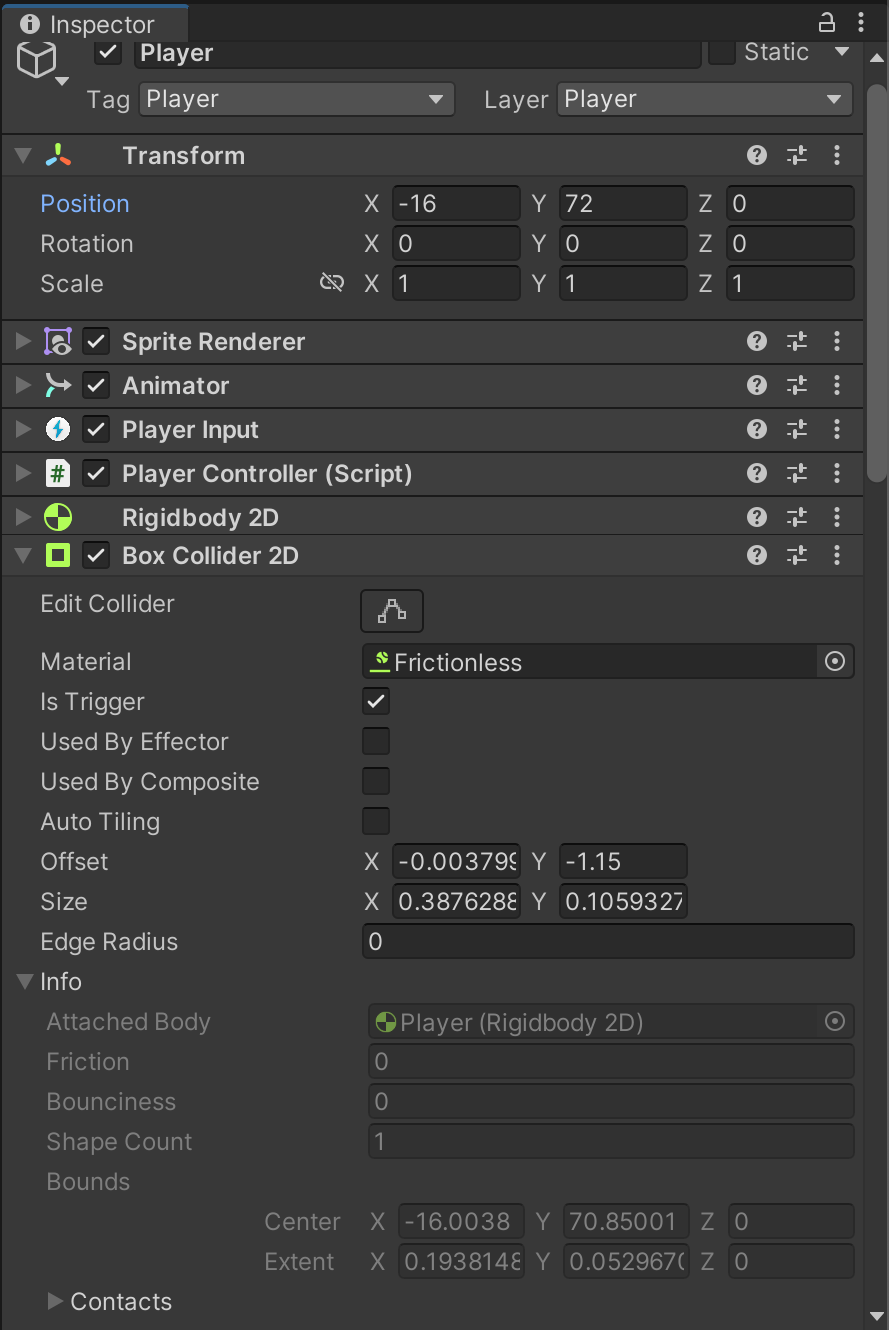 Inspector
Player
Static
Tag Player Layer Player
Transform
Position X -16 Y 72 Z 0
Rotation X 0 Y 0 Z 0
Scale X 1 Y 1 Z 1
Sprite Renderer
Animator
Player Input
# Player Controller (Script)
Rigidbody 2D
Box Collider 2D
Edit Collider
Material Frictionless
Is Trigger
Used By Effector
Used By Composite
Auto Tiling
Offset X -0.003799 Y -1.15
Size X 0.3876288 Y 0.1059327
Edge Radius 0
Info
Attached Body Player (Rigidbody 2D)
Friction 0
Bounciness 0
Shape Count 1
Bounds
Center X -16.0038 Y 70.85001 Z 0
Extent X 0.1938148 Y 0.0529670 Z 0
Contacts